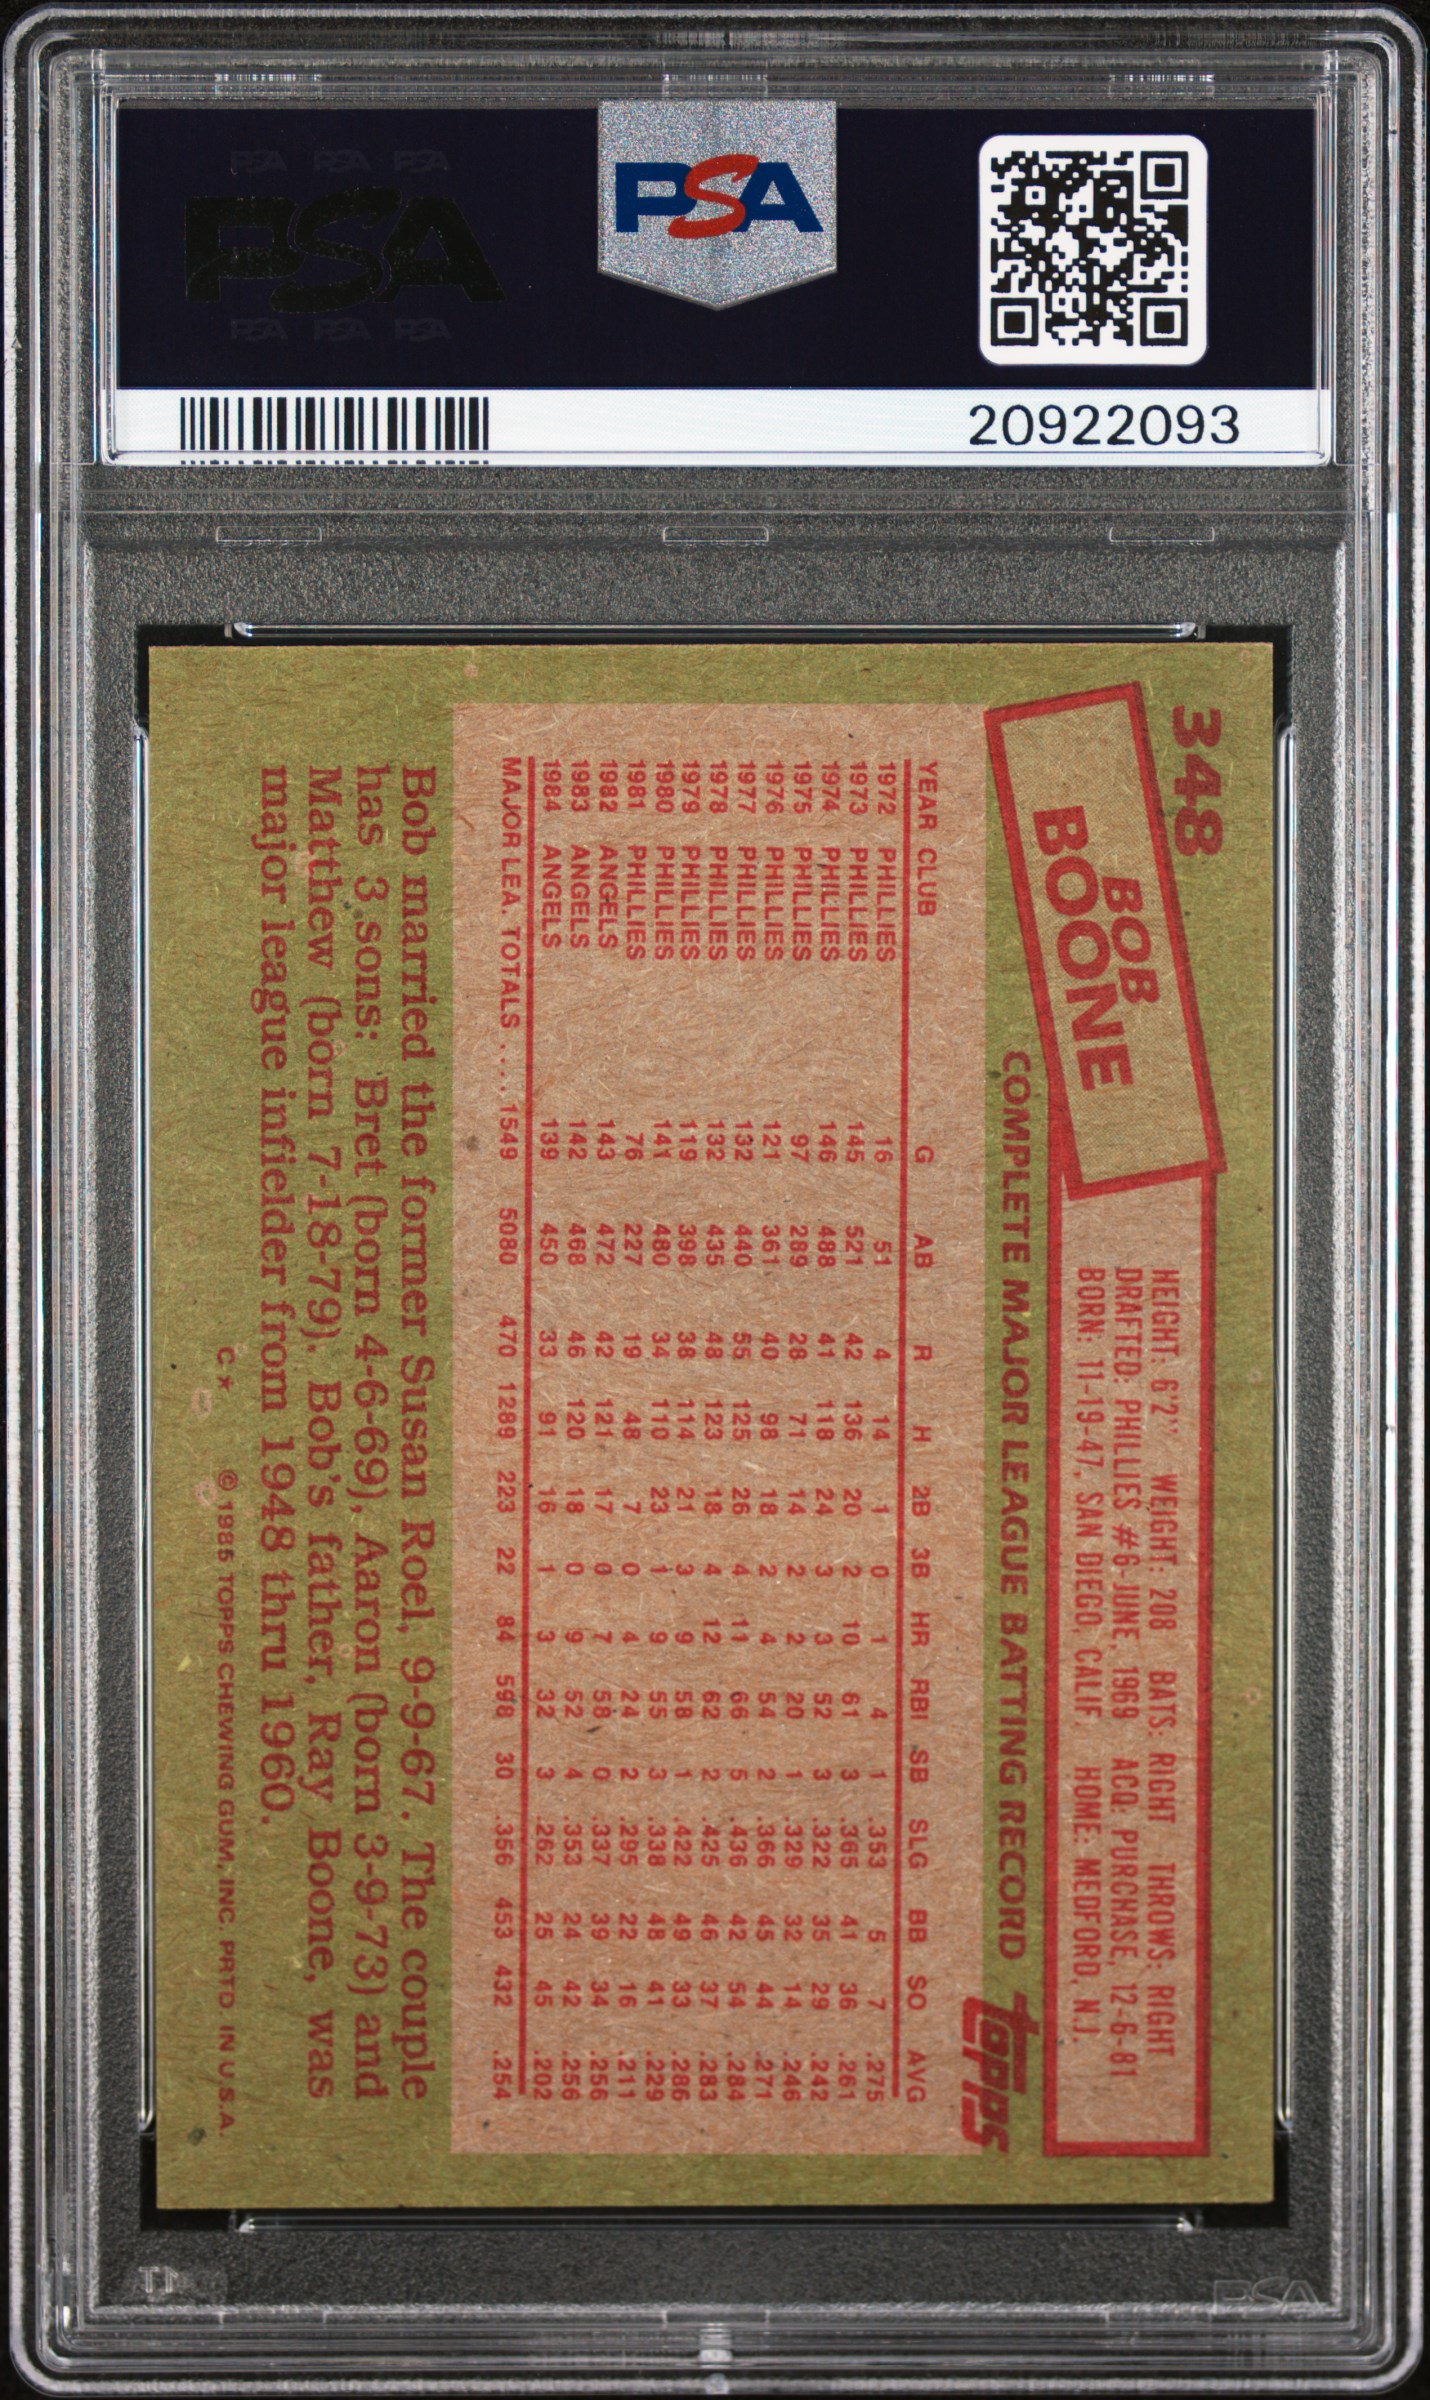 PSA PSA PSA
PSA
PSA PSA PSA
PSA
20922093
348
BOB
BOONE
HEIGHT: 6'2" WEIGHT: 208 BATS: RIGHT THROWS: RIGHT
DRAFTED: PHILLIES #6-JUNE, 1969 ACQ: PURCHASE, 12-6-81
BORN: 11-19-47, SAN DIEGO, CALIF. HOME: MEDFORD, N.J.
COMPLETE MAJOR LEAGUE BATTING RECORD topps
YEAR CLUB G AB R H 2B 3B HR RBI SB SLG BB SO AVG
1972 PHILLIES 16 51 4 14 1 0 1 4 1 .353 5 7 .275
1973 PHILLIES 145 521 42 136 20 2 10 61 3 .365 41 36 .261
1974 PHILLIES 146 488 41 118 24 3 3 52 3 .322 35 29 .242
1975 PHILLIES 97 289 28 71 14 2 2 20 1 .329 32 14 .246
1976 PHILLIES 121 361 40 98 18 2 4 54 2 .366 45 44 .271
1977 PHILLIES 132 440 55 125 26 4 11 66 5 .436 42 54 .284
1978 PHILLIES 132 435 48 123 18 4 12 62 2 .425 46 37 .283
1979 PHILLIES 119 398 38 114 21 3 9 58 1 .422 49 33 .286
1980 PHILLIES 141 480 34 110 23 1 9 55 3 .338 48 41 .229
1981 PHILLIES 76 227 19 48 7 0 4 24 2 .295 22 16 .211
1982 ANGELS 143 472 42 121 17 0 7 58 0 .337 39 34 .256
1983 ANGELS 142 468 46 120 18 0 9 52 4 .353 24 42 .256
1984 ANGELS 139 450 33 91 16 1 3 32 3 .262 25 45 .202
MAJOR LEA. TOTALS .... 1549 5080 470 1289 223 22 84 598 30 .356 453 432 .254
Bob married the former Susan Roel, 9-9-67. The couple
has 3 sons: Bret (born 4-6-69), Aaron (born 3-9-73) and
Matthew (born 7-18-79). Bob's father, Ray Boone, was
major league infielder from 1948 thru 1960.
C* © 1985 TOPPS CHEWING GUM, INC. PRTD. IN U.S.A.
PSA